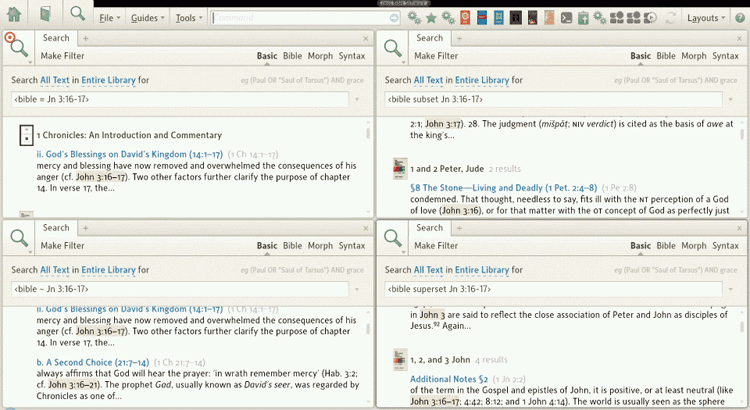 File Guides Tools Command Layouts
Search
Make Filter Basic Bible Morph Syntax
Search All Text in Entire Library for eg (Paul OR "Saul of Tarsus") AND grace
<bible = Jn 3:16-17>
1 Chronicles: An Introduction and Commentary
ii. God's Blessings on David's Kingdom (14:1–17) (1 Ch 14:1–17)
mercy and blessing have now removed and overwhelmed the consequences of his
anger (cf. John 3:16–17). Two other factors further clarify the purpose of chapter
14. In verse 17, the...
Search
Make Filter Basic Bible Morph Syntax
Search All Text in Entire Library for eg (Paul OR "Saul of Tarsus") AND grace
<bible subset Jn 3:16-17>
2:1; John 3:17). 28. The judgment (mišpāṭ; NIV verdict) is cited as the basis of awe at
the king's...
1 and 2 Peter, Jude 2 results
§8 The Stone—Living and Deadly (1 Pet. 2:4–8) (1 Pe 2:8)
condemned. That thought, needless to say, fits ill with the NT perception of a God
of love (John 3:16), or for that matter with the OT concept of God as perfectly just
Search
Make Filter Basic Bible Morph Syntax
Search All Text in Entire Library for eg (Paul OR "Saul of Tarsus") AND grace
<bible ~ Jn 3:16-17>
ii. God's Blessings on David's Kingdom (14:1–17) (1 Ch 14:1–17)
mercy and blessing have now removed and overwhelmed the consequences of his
anger (cf. John 3:16–17). Two other factors further clarify the purpose of chapter
14. In verse 17, the...
b. A Second Choice (21:7–14) (1 Ch 21:7–14)
always affirms that God will hear the prayer: 'in wrath remember mercy' (Hab. 3:2;
cf. John 3:16–21). The prophet Gad, usually known as David's seer, was regarded by
Chronicles as one of...
Search
Make Filter Basic Bible Morph Syntax
Search All Text in Entire Library for eg (Paul OR "Saul of Tarsus") AND grace
<bible superset Jn 3:16-17>
in John 3 are said to reflect the close association of Peter and John as disciples of
Jesus.92 Again...
1, 2, and 3 John 4 results
Additional Notes §2 (1 Jn 2:2)
of the term in the Gospel and epistles of John, it is positive, or at least neutral (like
John 3:16–17; 4:42; 8:12; and 1 John 4:14). The world is usually seen as the sphere